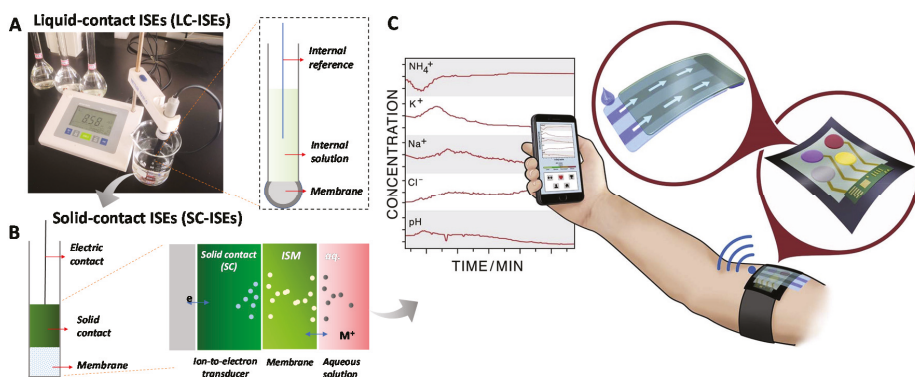 A
Liquid-contact ISEs (LC-ISEs)
Internal
reference
Internal
solution
Membrane
858
Solid-contact ISEs (SC-ISEs)
B
Electric
contact
Solid
contact
Membrane
Solid contact
(SC)
ISM
aq.
e
M⁺
Ion-to-electron
transducer
Membrane
Aqueous
solution
C
CONCENTRATION
NH₄⁺
K⁺
Na⁺
Cl⁻
pH
TIME/MIN